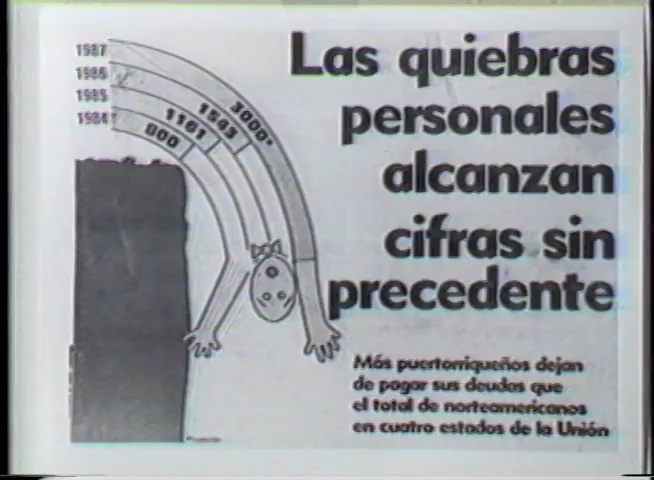 1987
1986
1985
1984
3000*
1543
1161
800
Las quiebras
personales
alcanzan
cifras sin
precedente
Más puertorriqueños dejan
de pagar sus deudas que
el total de norteamericanos
en cuatro estados de la Unión